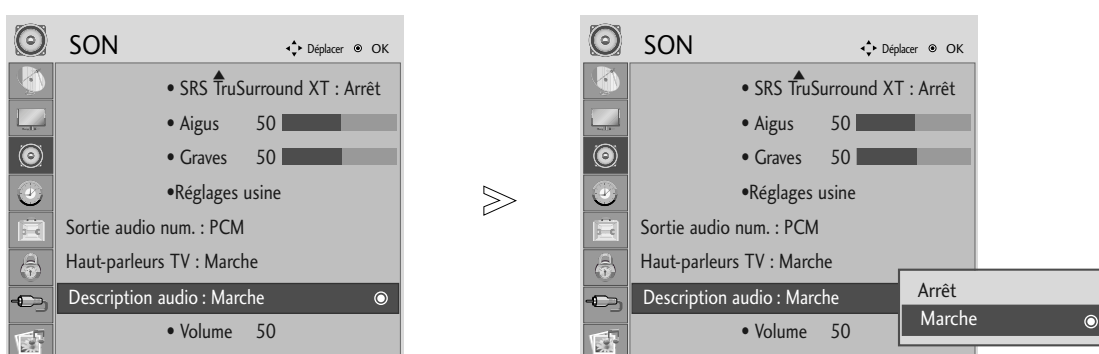 SON
Déplacer OK
• SRS TruSurround XT : Arrêt
• Aigus 50
• Graves 50
•Réglages usine
Sortie audio num. : PCM
Haut-parleurs TV : Marche
Description audio : Marche
• Volume 50
SON
Déplacer OK
• SRS TruSurround XT : Arrêt
• Aigus 50
• Graves 50
•Réglages usine
Sortie audio num. : PCM
Haut-parleurs TV : Marche
Description audio : Marche
• Volume 50
Arrêt
Marche